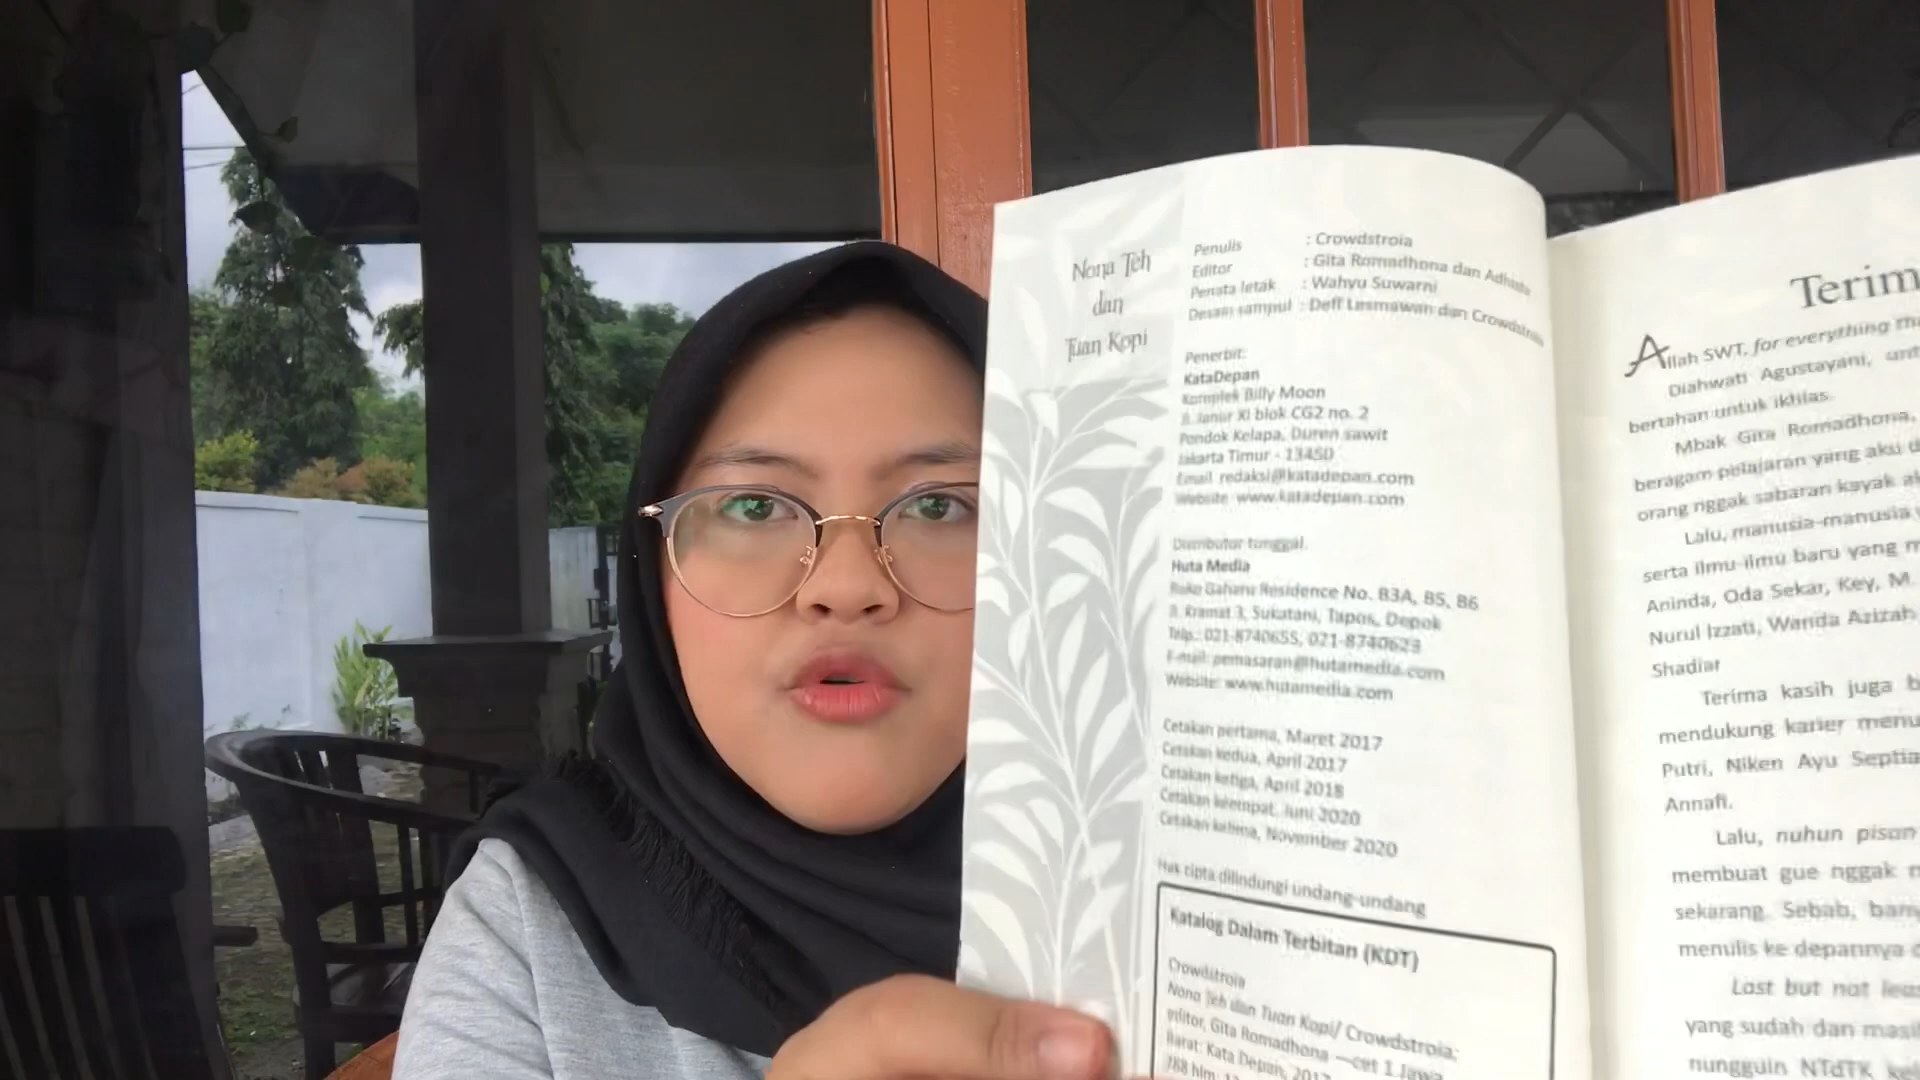 Nona Teh
dan
Tuan Kopi
Penulis : Crowdstroia
Editor : Gita Romadhona dan Adhista
Penata letak : Wahyu Suwarni
Desain sampul : Deff Lesmawan dan Crowdstroia
Penerbit:
KataDepan
Komplek Billy Moon
Jl. Janur XI blok CG2 no. 2
Pondok Kelapa, Duren sawit
Jakarta Timur - 13450
Email redaksi@katadepan.com
Website www.katadepan.com
Distributor tunggal:
Huta Media
Ruko Gaharu Residence No. B3A, B5, B6
Jl. Kramat 3, Sukatani, Tapos, Depok
Telp.: 021-8740655, 021-8740623
E-mail: pemasaran@hutamedia.com
Website: www.hutamedia.com
Cetakan pertama, Maret 2017
Cetakan kedua, April 2017
Cetakan ketiga, April 2018
Cetakan keempat, Juni 2020
Cetakan kelima, November 2020
Hak cipta dilindungi undang-undang
Katalog Dalam Terbitan (KDT)
Crowdstroia
Nona Teh dan Tuan Kopi/ Crowdstroia;
editor, Gita Romadhona —cet 1 Jawa
Barat: Kata Depan, 2017
788 hlm.
Terim
Allah SWT, for everything
Diahwati Agustayani,
bertahan untuk ikhlas.
Mbak Gita Romadhona,
beragam pelajaran yang aku d
orang nggak sabaran kayak
Lalu, manusia-manusia
serta ilmu-ilmu baru yang m
Aninda, Oda Sekar, Key, M.
Nurul Izzati, Wanda Azizah
Shadiar
Terima kasih juga b
mendukung karier menu
Putri, Niken Ayu Septia
Annafi.
Lalu, nuhun pisan
membuat gue nggak
sekarang. Sebab,
menulis ke depannya
Last but not leas
yang sudah dan masi
nungguin NTdTK